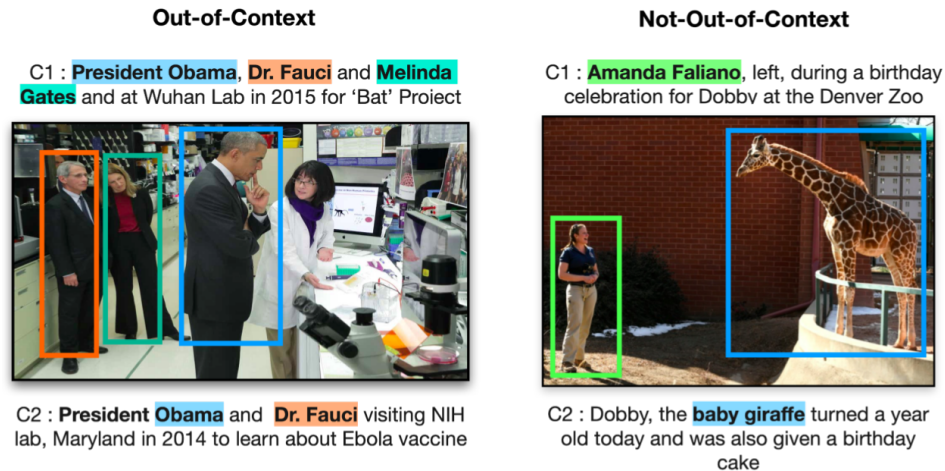 Out-of-Context
C1 : President Obama, Dr. Fauci and Melinda
Gates and at Wuhan Lab in 2015 for ‘Bat’ Project
C2 : President Obama and Dr. Fauci visiting NIH
lab, Maryland in 2014 to learn about Ebola vaccine
Not-Out-of-Context
C1 : Amanda Faliano, left, during a birthday
celebration for Dobby at the Denver Zoo
C2 : Dobby, the baby giraffe turned a year
old today and was also given a birthday
cake